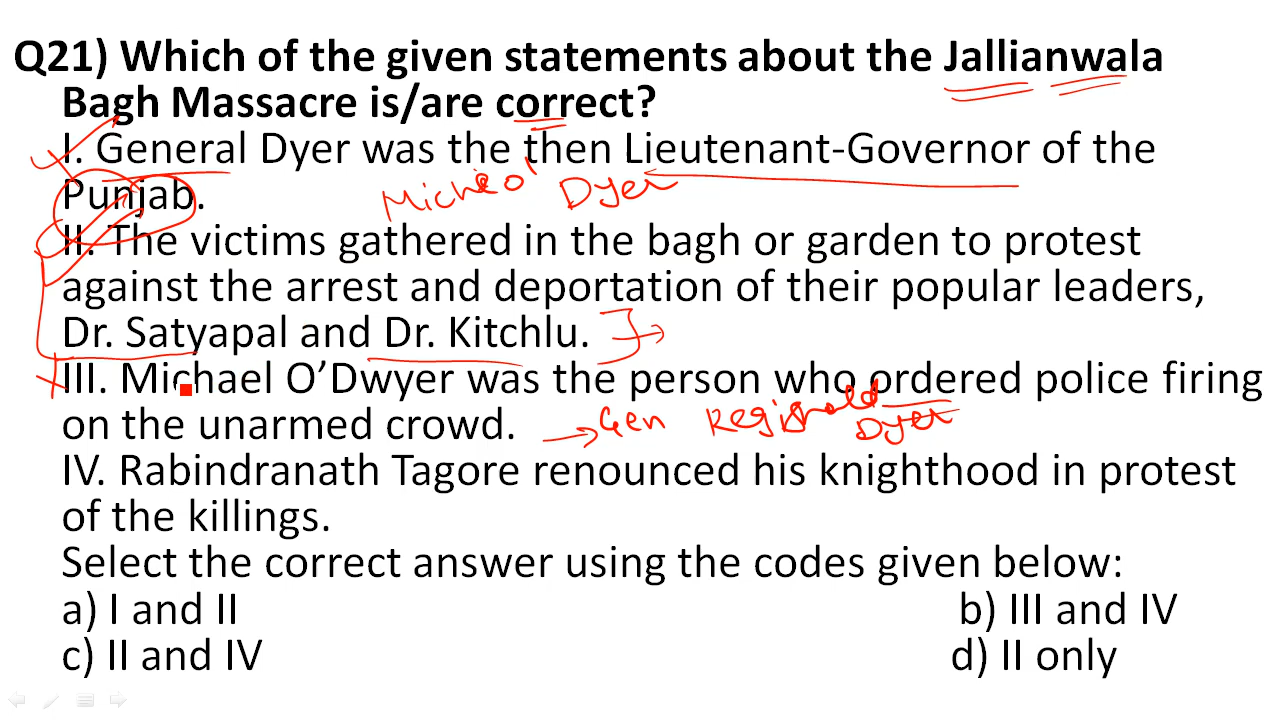 Q21) Which of the given statements about the Jallianwala
Bagh Massacre is/are correct?
I. General Dyer was the then Lieutenant-Governor of the
Punjab.
Micheo' Dyer
II. The victims gathered in the bagh or garden to protest
against the arrest and deportation of their popular leaders,
Dr. Satyapal and Dr. Kitchlu.
III. Michael O’Dwyer was the person who ordered police firing
on the unarmed crowd.
Gen Reginald Dyer
IV. Rabindranath Tagore renounced his knighthood in protest
of the killings.
Select the correct answer using the codes given below:
a) I and II b) III and IV
c) II and IV d) II only